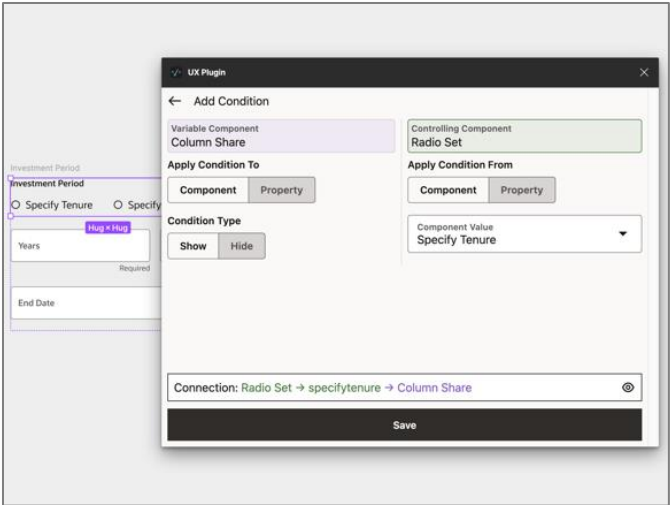 UX Plugin
Add Condition
Variable Component
Column Share
Controlling Component
Radio Set
Apply Condition To
Apply Condition From
Component Property
Component Property
Condition Type
Show Hide
Component Value
Specify Tenure
Connection: Radio Set → specifytenure → Column Share
Save
Investment Period
Investment Period
Specify Tenure Specify
Hug × Hug
Years
Required
End Date